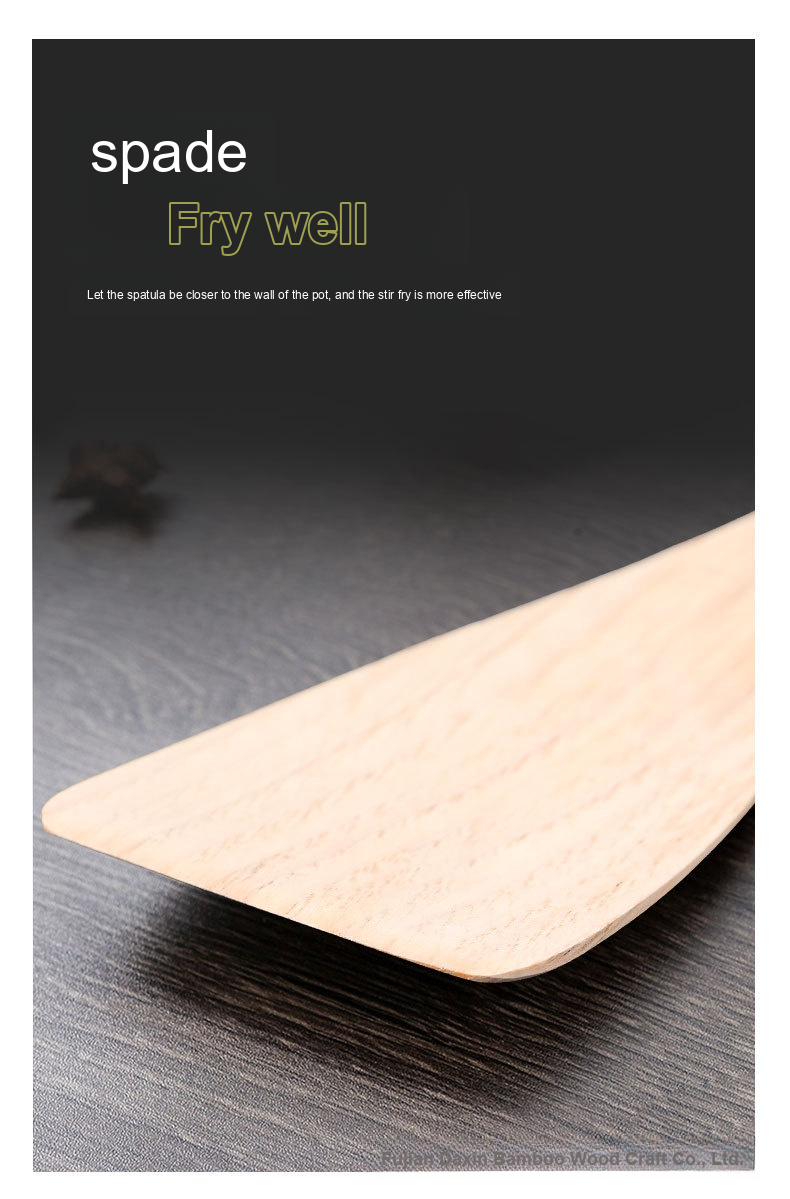 spade
Fry well
Let the spatula be closer to the wall of the pot, and the stir fry is more effective
Fujian Daxin Bamboo Wood Craft Co., Ltd.